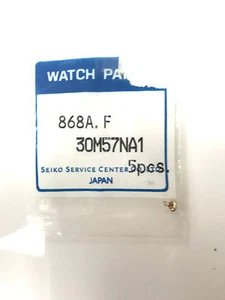 WATCH PA
868A.F
30M57NA1
SEIKO SERVICE CENTER
5pcs.
JAPAN